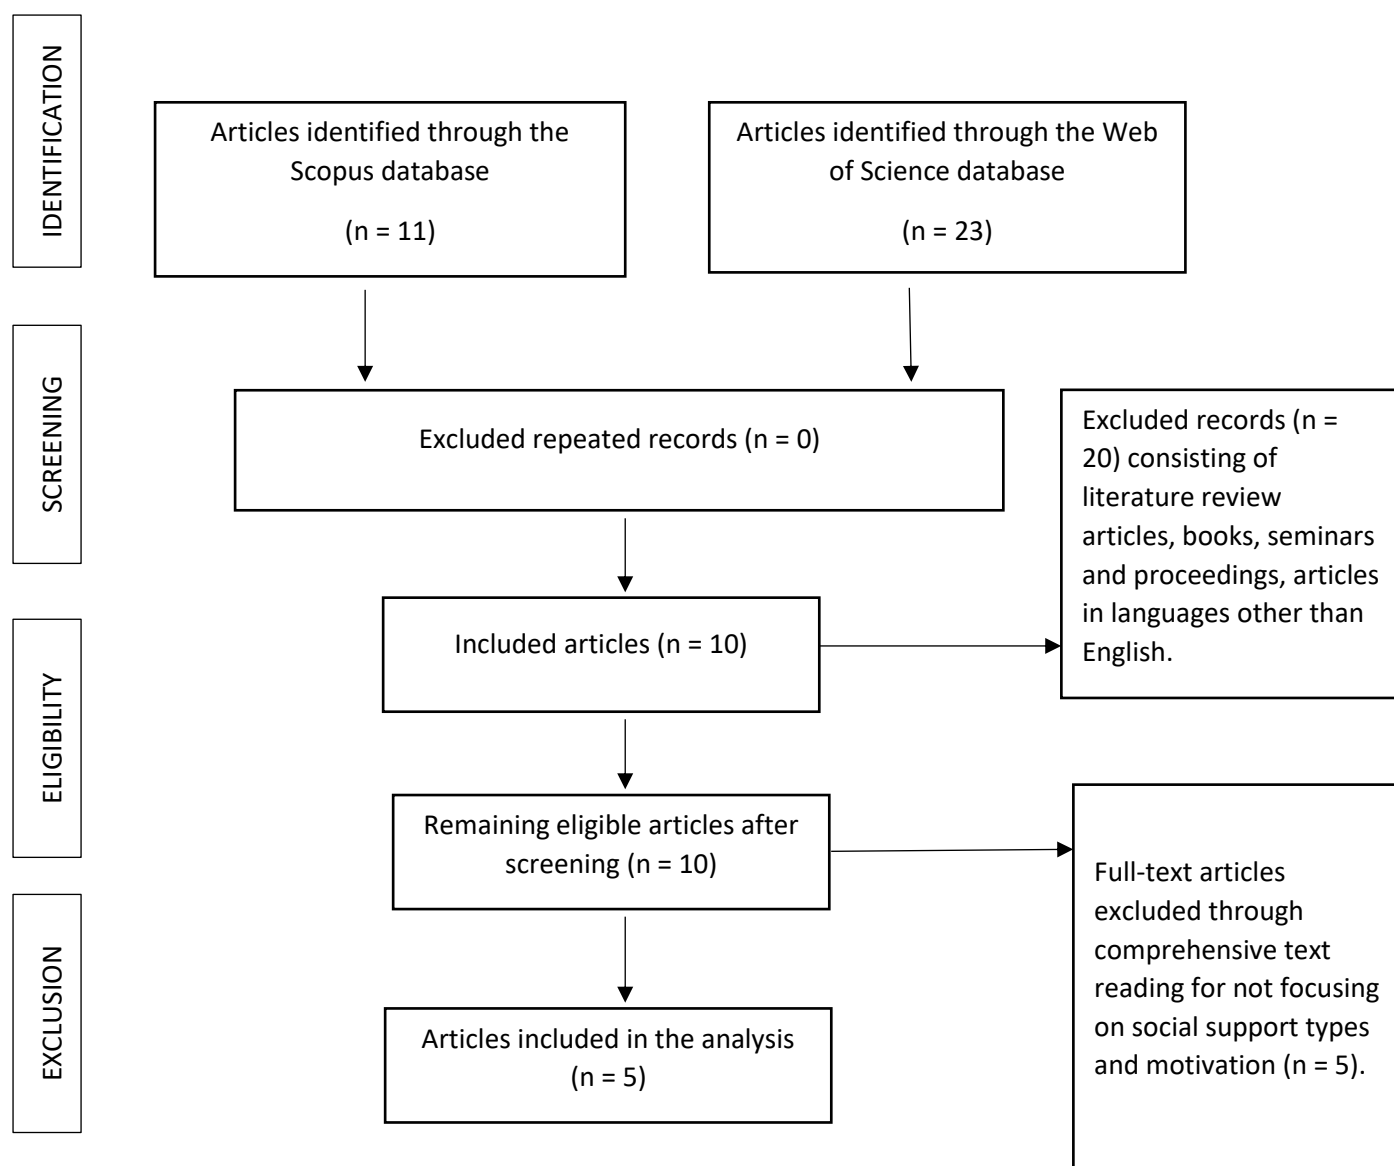 IDENTIFICATION
Articles identified through the
Scopus database
(n = 11)
Articles identified through the Web
of Science database
(n = 23)
SCREENING
Excluded repeated records (n = 0)
Excluded records (n =
20) consisting of
literature review
articles, books, seminars
and proceedings, articles
in languages other than
English.
Included articles (n = 10)
ELIGIBILITY
Remaining eligible articles after
screening (n = 10)
Full-text articles
excluded through
comprehensive text
reading for not focusing
on social support types
and motivation (n = 5).
EXCLUSION
Articles included in the analysis
(n = 5)